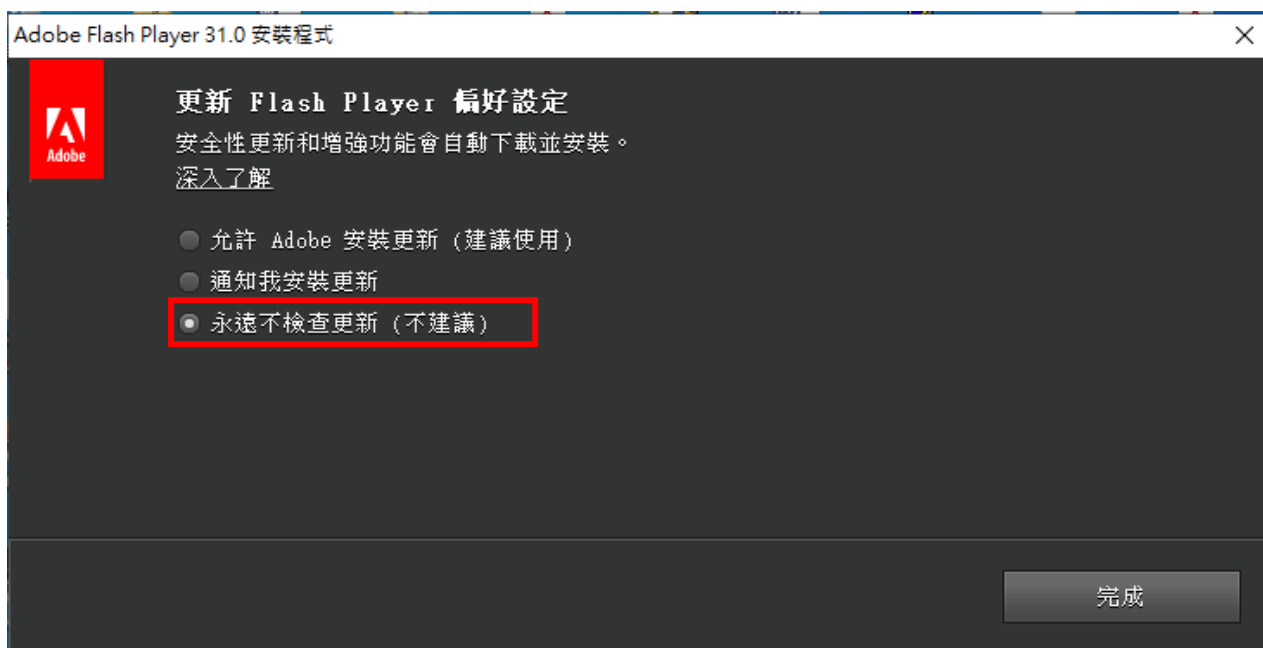 Adobe Flash Player 31.0 安裝程式
Adobe
更新 Flash Player 偏好設定
安全性更新和增強功能會自動下載並安裝。
深入了解
允許 Adobe 安裝更新 (建議使用)
通知我安裝更新
永遠不檢查更新 (不建議)
完成